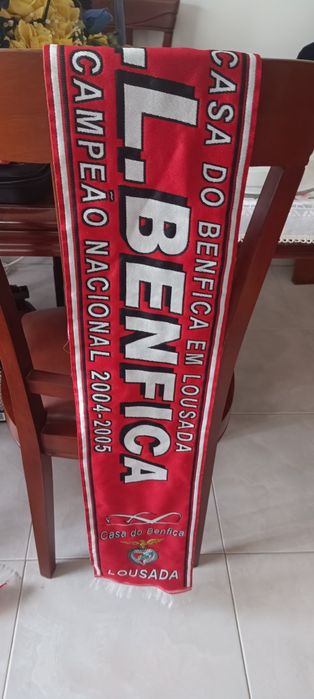 CASA DO BENFICA EM LOUSADA
.L.BENFICA
CAMPEÃO NACIONAL 2004-2005
Casa do Benfica
LOUSADA